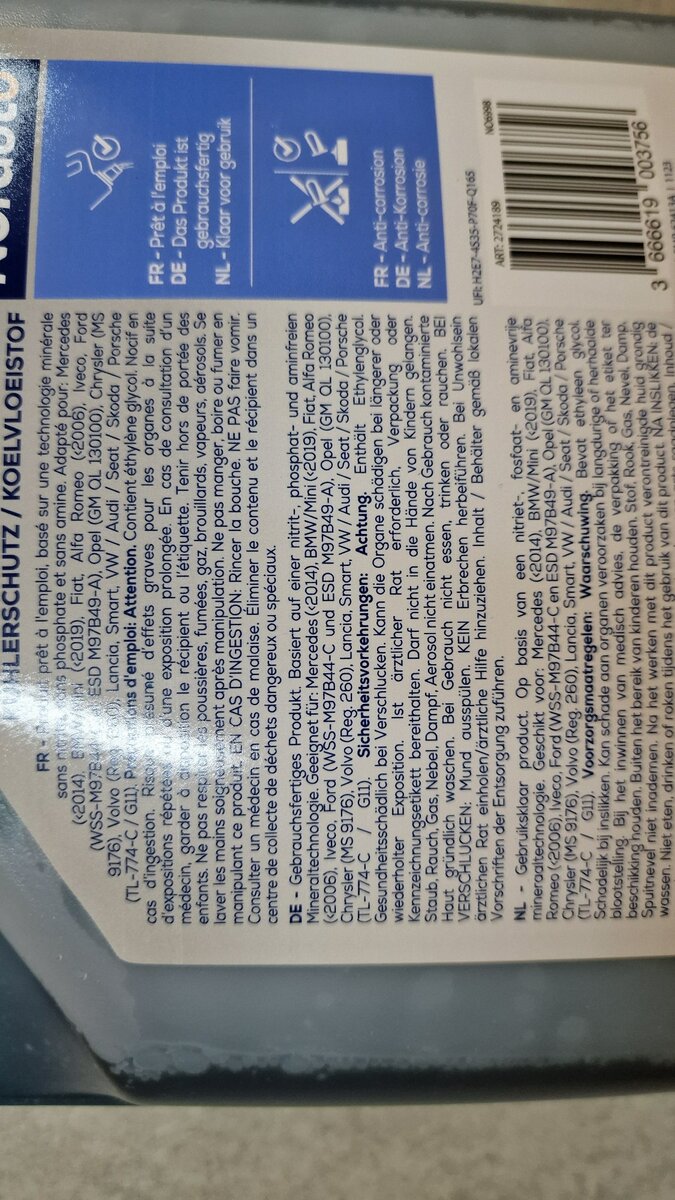 HLERSCHUTZ / KOELVLOEISTOF
FR - prêt à l'emploi, basé sur une technologie minérale
sans phosphate et sans amine. Adapté pour: Mercedes
(<2014), (<2019), Fiat, Alfa Romeo (<2006), Iveco, Ford
(WSS-M97B44 ESD M97B49-A), Opel (GM QL 130100), Chrysler (MS
9176), Volvo Lancia, Smart, VW / Audi / Seat / Skoda / Porsche
(TL-774-C / G11). d'emploi: Attention. Contient éthylène glycol. Nocif en
cas d'ingestion. d'effets graves pour les organes à la suite
d'expositions d'une exposition prolongée. En cas de consultation d'un
médecin, garder à le récipient ou l'étiquette. Tenir hors de portée des
enfants. Ne pas poussières, fumées, gaz, brouillards, vapeurs, aérosols. Se
laver les mains soigneusement après manipulation. Ne pas manger, boire ou fumer en
manipulant ce produit. EN CAS D'INGESTION: Rincer la bouche. NE PAS faire vomir.
Consulter un médecin en cas de malaise. Éliminer le contenu et le récipient dans un
centre de collecte de déchets dangereux ou spéciaux.
DE - Gebrauchsfertiges Produkt. Basiert auf einer nitrit-, phosphat- und aminfreien
Mineraltechnologie. Geeignet für: Mercedes (<2014), BMW/Mini (<2019), Fiat, Alfa Romeo
(<2006), Iveco, Ford (WSS-M97B44-C und ESD M97B49-A), Opel (GM QL 130100),
Chrysler (MS 9176), Volvo (Reg. 260), Lancia, Smart, VW / Audi / Seat / Skoda / Porsche
(TL-774-C / G11). Sicherheitsvorkehrungen: Achtung. Enthält Ethylenglycol.
Gesundheitsschädlich bei Verschlucken. Kann die Organe schädigen bei längerer oder
wiederholter Exposition. Ist ärztlicher Rat erforderlich, Verpackung oder
Kennzeichnungsetikett bereithalten. Darf nicht in die Hände von Kindern gelangen.
Staub, Rauch, Gas, Nebel, Dampf, Aerosol nicht einatmen. Nach Gebrauch kontaminierte
Haut gründlich waschen. Bei Gebrauch nicht essen, trinken oder rauchen. BEI
VERSCHLUCKEN: Mund ausspülen. KEIN Erbrechen herbeiführen. Bei Unwohlsein
ärztlichen Rat einholen/ärztliche Hilfe hinzuziehen. Inhalt / Behälter gemäß lokalen
Vorschriften der Entsorgung zuführen.
NL - Gebruiksklaar product. Op basis van een nitriet-, fosfaat- en aminevrije
mineraaltechnologie. Geschikt voor: Mercedes (<2014), BMW/Mini (<2019), Fiat, Alfa
Romeo (<2006), Iveco, Ford (WSS-M97B44-C en ESD M97B49-A), Opel (GM QL 130100),
Chrysler (MS 9176), Volvo (Reg. 260), Lancia, Smart, VW / Audi / Seat / Skoda / Porsche
(TL-774-C / G11). Voorzorgsmaatregelen: Waarschuwing. Bevat ethyleen glycol.
Schadelijk bij inslikken. Kan schade aan organen veroorzaken bij langdurige of herhaalde
blootstelling. Bij het inwinnen van medisch advies, de verpakking of het etiket ter
beschikking houden. Buiten het bereik van kinderen houden. Stof, Rook, Gas, Nevel, Damp,
Spuitnevel niet inademen. Na het werken met dit product verontreinigde huid grondig
wassen. Niet eten, drinken of roken tijdens het gebruik van dit product. NA INSLIKKEN: de
FR - Prêt à l'emploi
DE - Das Produkt ist
gebrauchsfertig
NL - Klaar voor gebruik
FR - Anti-corrosion
DE - Anti-Korrosion
NL - Anti-corrosie
UFI: H2E7-4S35-P70F-Q165
ART: 2724189
NO6998
3 666619 003756